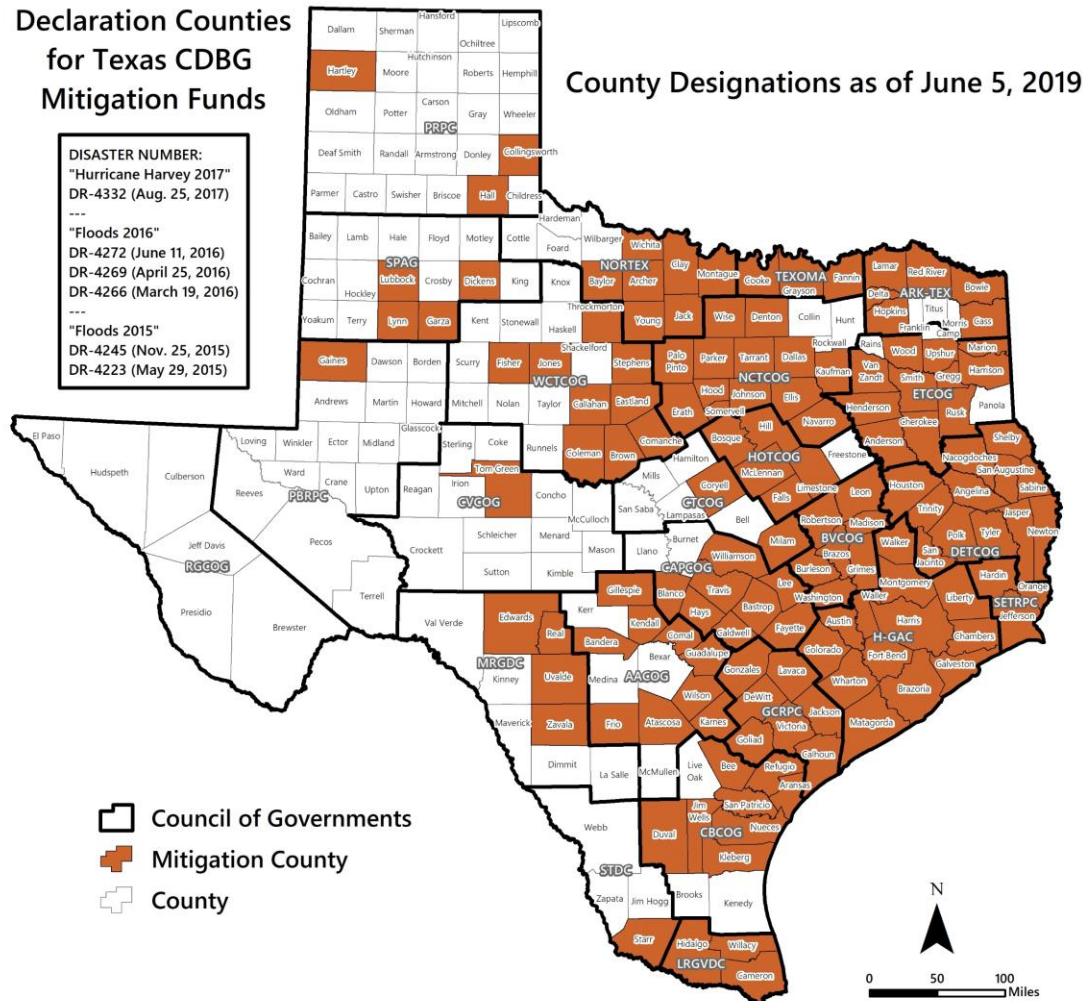 Declaration Counties
for Texas CDBG
Mitigation Funds
County Designations as of June 5, 2019
DISASTER NUMBER:
"Hurricane Harvey 2017"
DR-4332 (Aug. 25, 2017)
---
"Floods 2016"
DR-4272 (June 11, 2016)
DR-4269 (April 25, 2016)
DR-4266 (March 19, 2016)
---
"Floods 2015"
DR-4245 (Nov. 25, 2015)
DR-4223 (May 29, 2015)
Dallam Sherman Hansford Ochiltree Lipscomb
Hartley Moore Hutchinson Roberts Hemphill
Oldham Potter Carson Gray Wheeler
PRPC
Deaf Smith Randall Armstrong Donley Collingsworth
Parmer Castro Swisher Briscoe Hall Childress
Hardeman
Bailey Lamb Hale Floyd Motley Cottle Foard Wilbarger Wichita Clay Montague Cooke Grayson Fannin Lamar Red River Bowie
SPAG NORTEX TEXOMA ARK-TEX
Cochran Hockley Lubbock Crosby Dickens King Knox Baylor Archer Delta Hopkins Franklin Titus Morris Camp Cass
Yoakum Terry Lynn Garza Kent Stonewall Haskell Throckmorton Young Jack Wise Denton Collin Hunt Rockwall Rains Wood Upshur Marion
Gaines Dawson Borden Scurry Fisher Jones Shackelford Stephens Palo Pinto Parker Tarrant Dallas Kaufman Van Zandt Smith Gregg Harrison
WCTCOG NCTCOG ETCOG
Andrews Martin Howard Mitchell Nolan Taylor Callahan Eastland Erath Hood Somervell Johnson Ellis Navarro Henderson Anderson Cherokee Rusk Panola
El Paso Hudspeth Culberson Loving Winkler Ector Midland Glasscock Sterling Coke Runnels Coleman Brown Comanche Bosque Hill Freestone Shelby Nacogdoches San Augustine Sabine
Reeves Ward Crane Upton Reagan Irion Tom Green Concho McCulloch San Saba Mills Hamilton Lampasas Coryell McLennan Limestone Falls Bell Leon Houston Angelina Trinity Jasper Newton
PBRPC CVCOG CTCOG HOTCOG
Jeff Davis Pecos Crockett Schleicher Menard Mason Llano Burnet Williamson Milam Robertson Madison Brazos Burleson Grimes Walker Polk Tyler San Jacinto
RGCOG CAPCOG BVCOG DETCOG
Presidio Brewster Terrell Sutton Kimble Gillespie Blanco Travis Hays Bastrop Lee Washington Montgomery Waller Liberty Hardin Orange Jefferson
SETRPC
Val Verde Edwards Real Kerr Kendall Bandera Comal Caldwell Fayette Austin Harris Chambers Colorado Fort Bend Galveston
H-GAC
MRGDC AACOG
Kinney Uvalde Medina Bexar Guadalupe Gonzales Lavaca Wharton Brazoria Wilson DeWitt Jackson Matagorda
GCRPC
Maverick Zavala Frio Atascosa Karnes Victoria Goliad Calhoun
Dimmit La Salle McMullen Live Oak Bee Refugio Aransas
Webb Duval Jim Wells San Patricio Nueces Kleberg
CBCOG
STDC
Zapata Jim Hogg Brooks Kenedy
Starr Hidalgo Willacy Cameron
LRGVDC
Council of Governments
Mitigation County
County
N
0 50 100
Miles